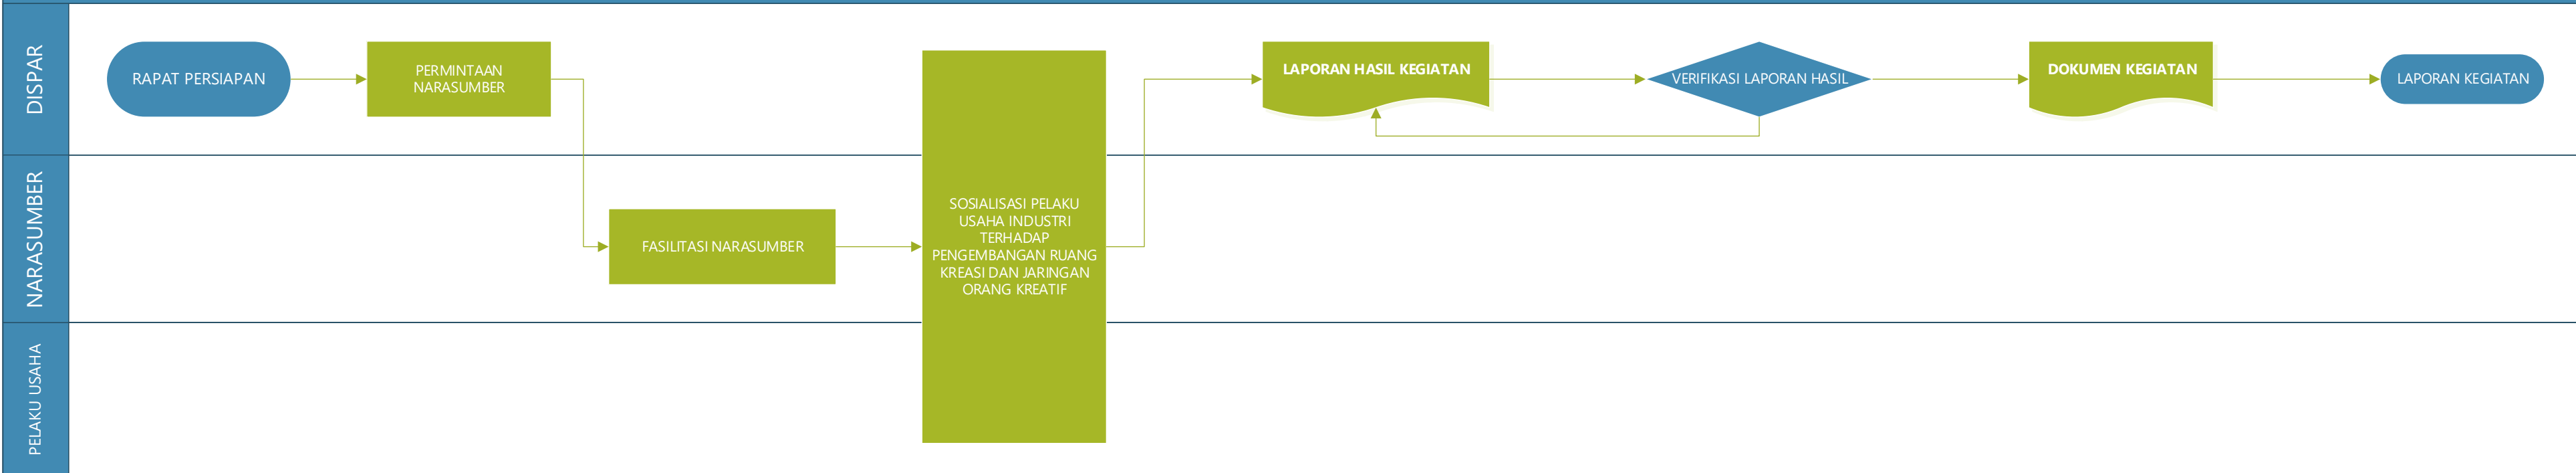 DISPAR
RAPAT PERSIAPAN
PERMINTAAN
NARASUMBER
LAPORAN HASIL KEGIATAN
VERIFIKASI LAPORAN HASIL
DOKUMEN KEGIATAN
LAPORAN KEGIATAN
NARASUMBER
FASILITASI NARASUMBER
SOSIALISASI PELAKU
USAHA INDUSTRI
TERHADAP
PENGEMBANGAN RUANG
KREASI DAN JARINGAN
ORANG KREATIF
PELAKU USAHA